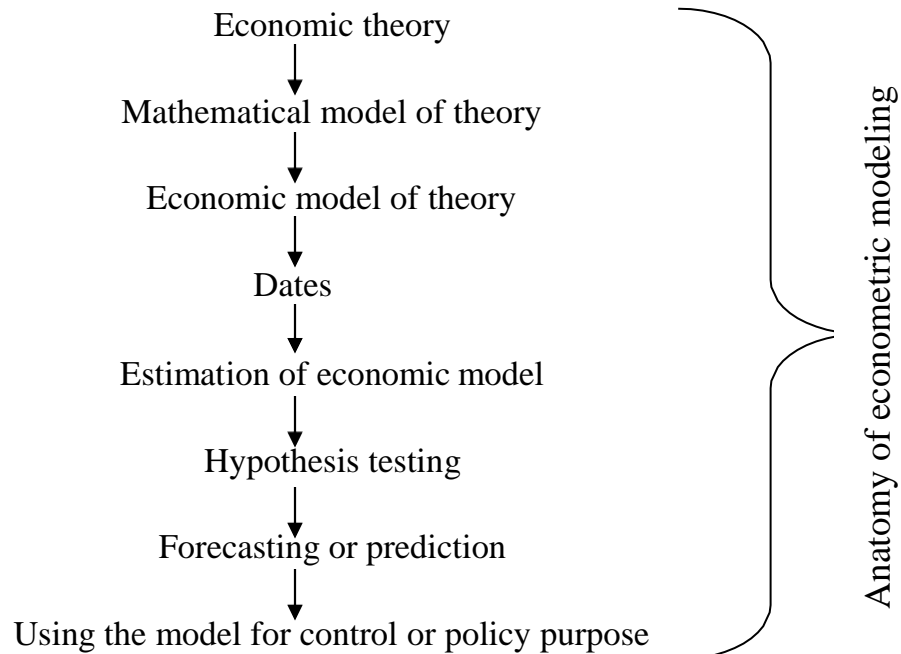 Economic theory
Mathematical model of theory
Economic model of theory
Dates
Estimation of economic model
Hypothesis testing
Forecasting or prediction
Using the model for control or policy purpose
Anatomy of econometric modeling